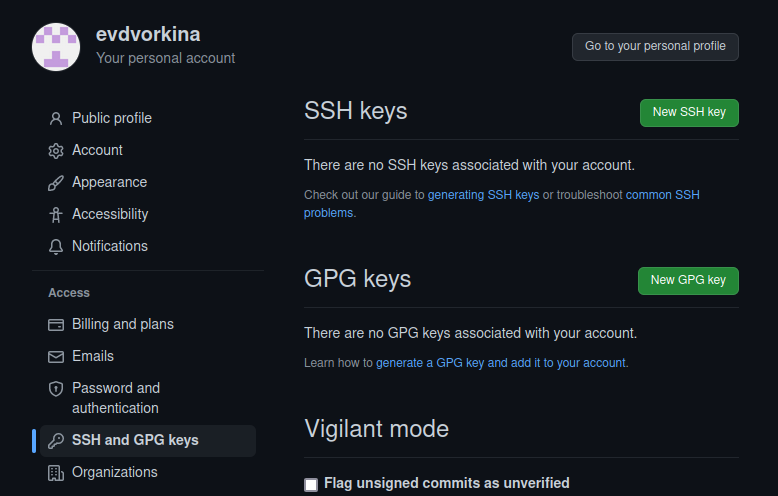 evdvorkina
Your personal account
Go to your personal profile
Public profile
Account
Appearance
Accessibility
Notifications
Access
Billing and plans
Emails
Password and
authentication
SSH and GPG keys
Organizations
SSH keys
New SSH key
There are no SSH keys associated with your account.
Check out our guide to generating SSH keys or troubleshoot common SSH
problems.
GPG keys
New GPG key
There are no GPG keys associated with your account.
Learn how to generate a GPG key and add it to your account.
Vigilant mode
Flag unsigned commits as unverified